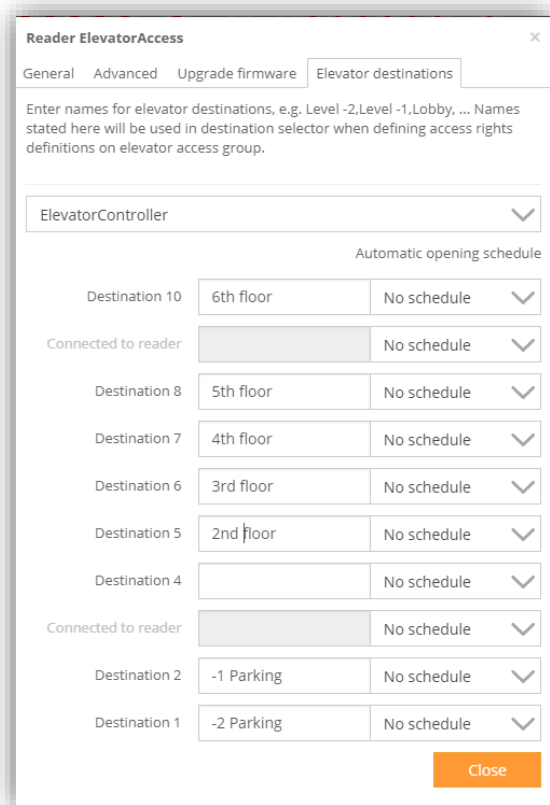 Reader ElevatorAccess ×
General Advanced Upgrade firmware Elevator destinations
Enter names for elevator destinations, e.g. Level -2,Level -1,Lobby, ... Names
stated here will be used in destination selector when defining access rights
definitions on elevator access group.
ElevatorController
Automatic opening schedule
Destination 10 6th floor No schedule
Connected to reader No schedule
Destination 8 5th floor No schedule
Destination 7 4th floor No schedule
Destination 6 3rd floor No schedule
Destination 5 2nd floor No schedule
Destination 4 No schedule
Connected to reader No schedule
Destination 2 -1 Parking No schedule
Destination 1 -2 Parking No schedule
Close